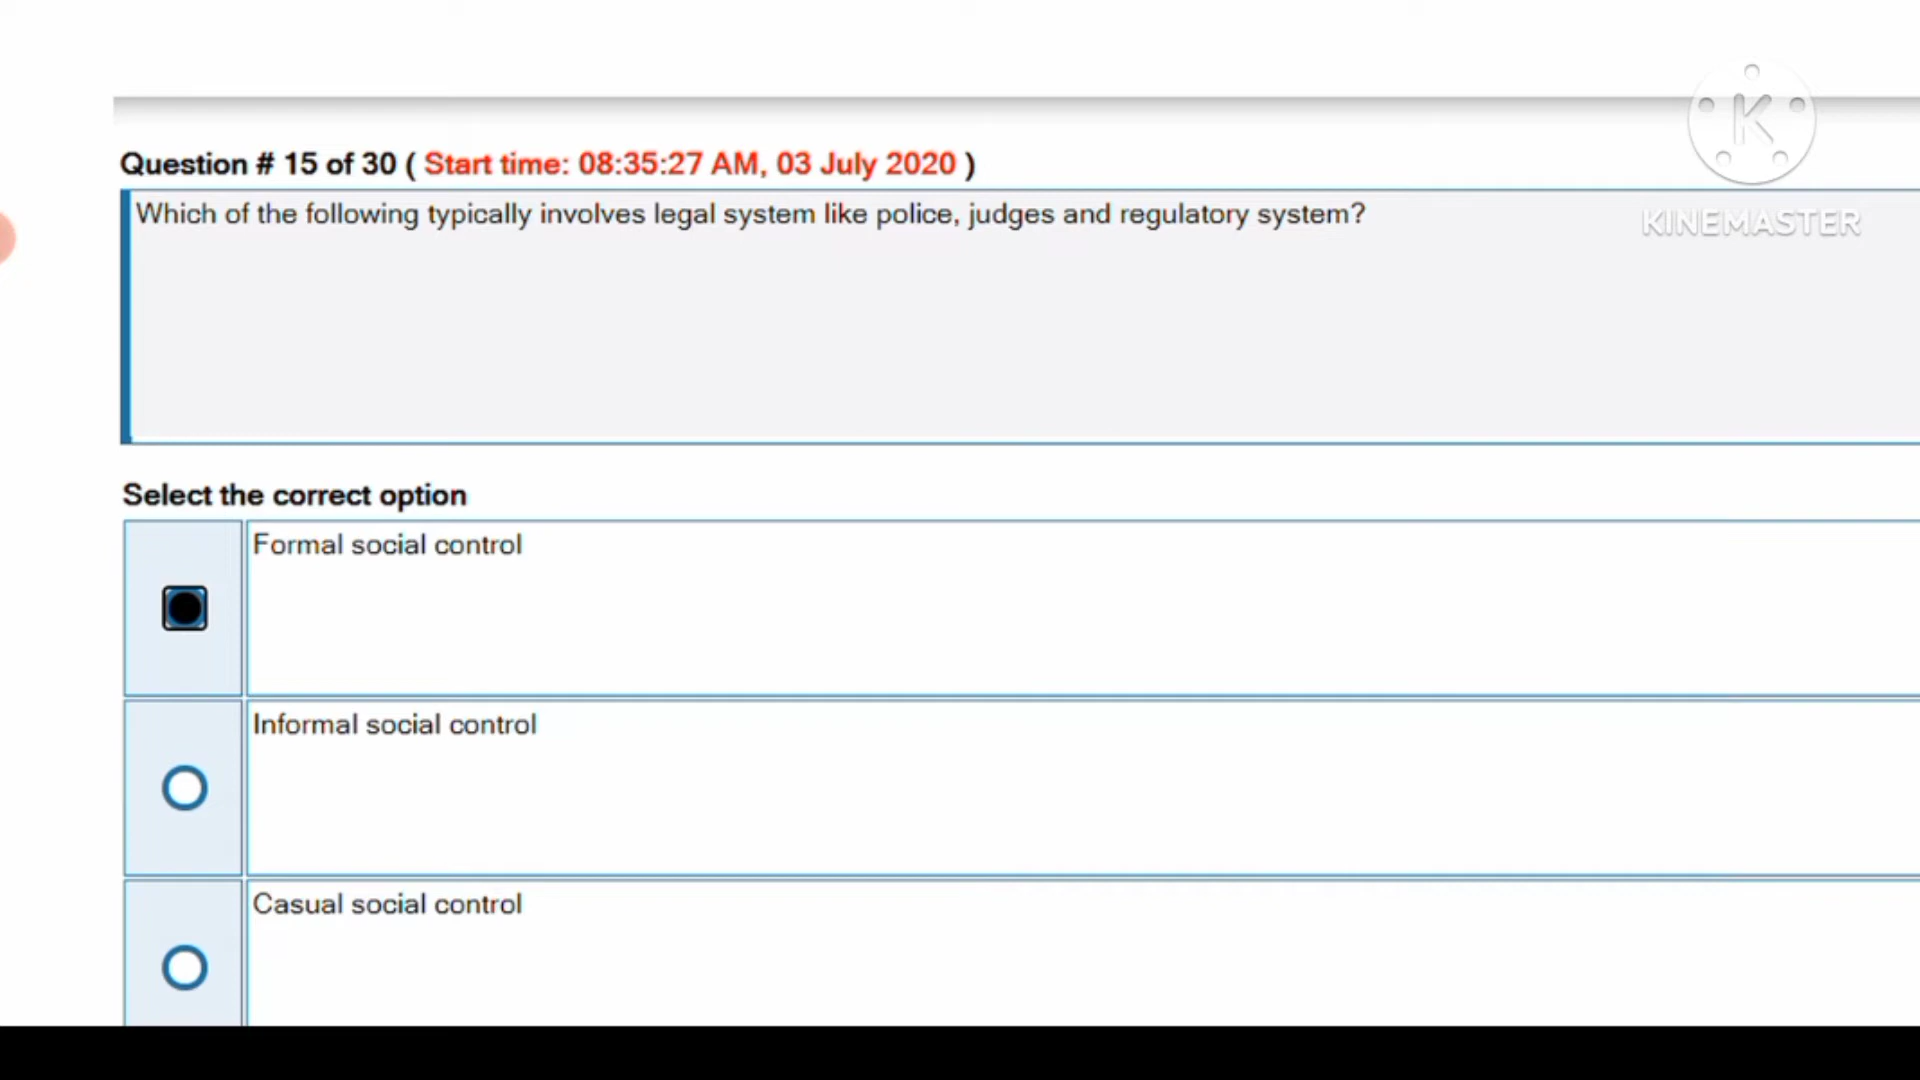 Question # 15 of 30 ( Start time: 08:35:27 AM, 03 July 2020 )
Which of the following typically involves legal system like police, judges and regulatory system?
K
KINEMASTER
Select the correct option
Formal social control
Informal social control
Casual social control